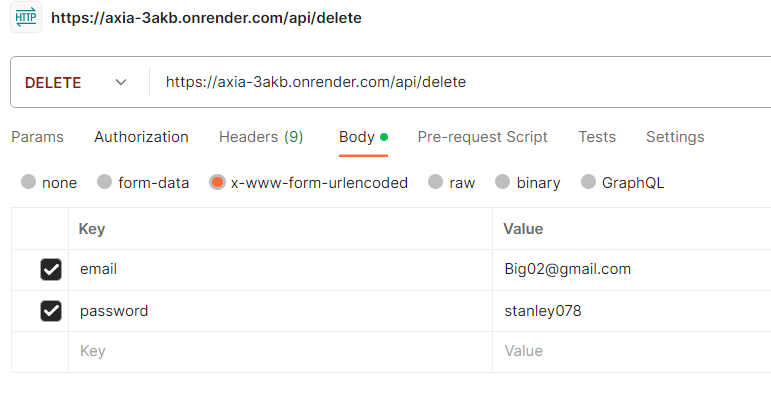 HTTP https://axia-3akb.onrender.com/api/delete
DELETE https://axia-3akb.onrender.com/api/delete
Params Authorization Headers (9) Body Pre-request Script Tests Settings
none form-data x-www-form-urlencoded raw binary GraphQL
Key Value
email Big02@gmail.com
password stanley078
Key Value